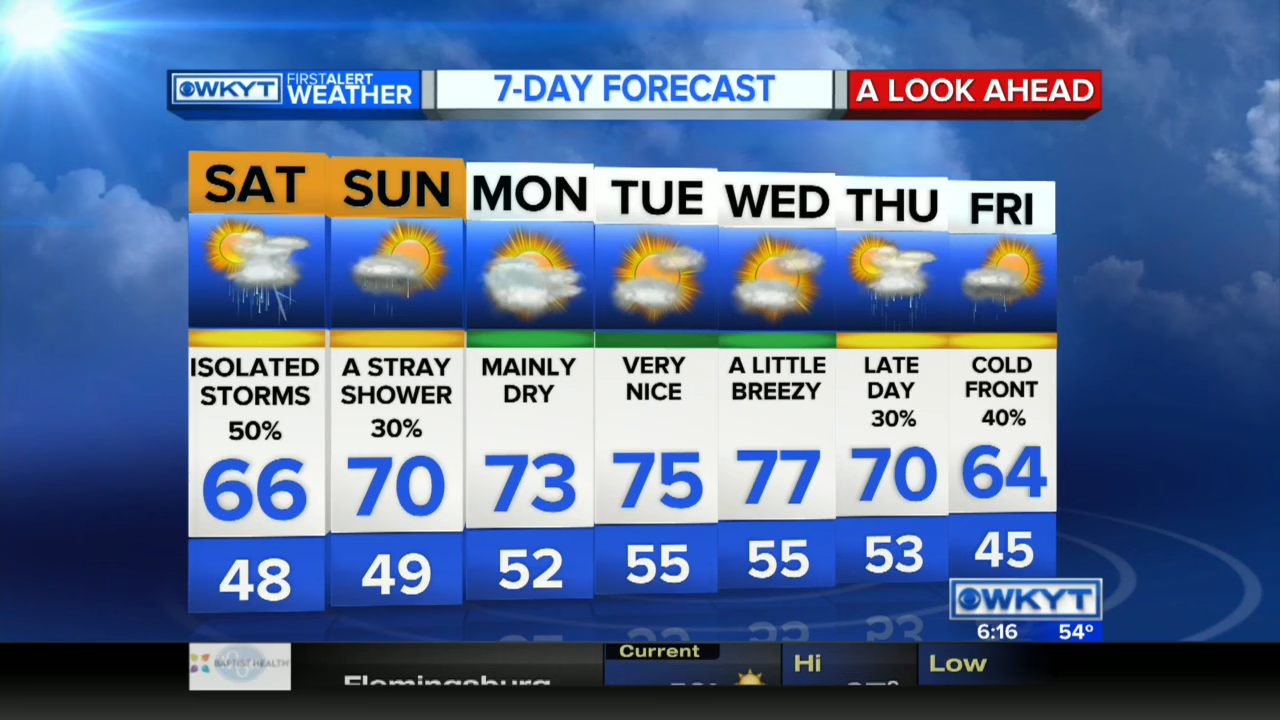 WKYT FIRST ALERT WEATHER
7-DAY FORECAST
A LOOK AHEAD
SAT SUN MON TUE WED THU FRI
ISOLATED STORMS 50%
A STRAY SHOWER 30%
MAINLY DRY
VERY NICE
A LITTLE BREEZY
LATE DAY 30%
COLD FRONT 40%
66 70 73 75 77 70 64
48 49 52 55 55 53 45
WKYT
6:16 54°
BAPTIST HEALTH
Flemingsburg
Current
Hi
Low